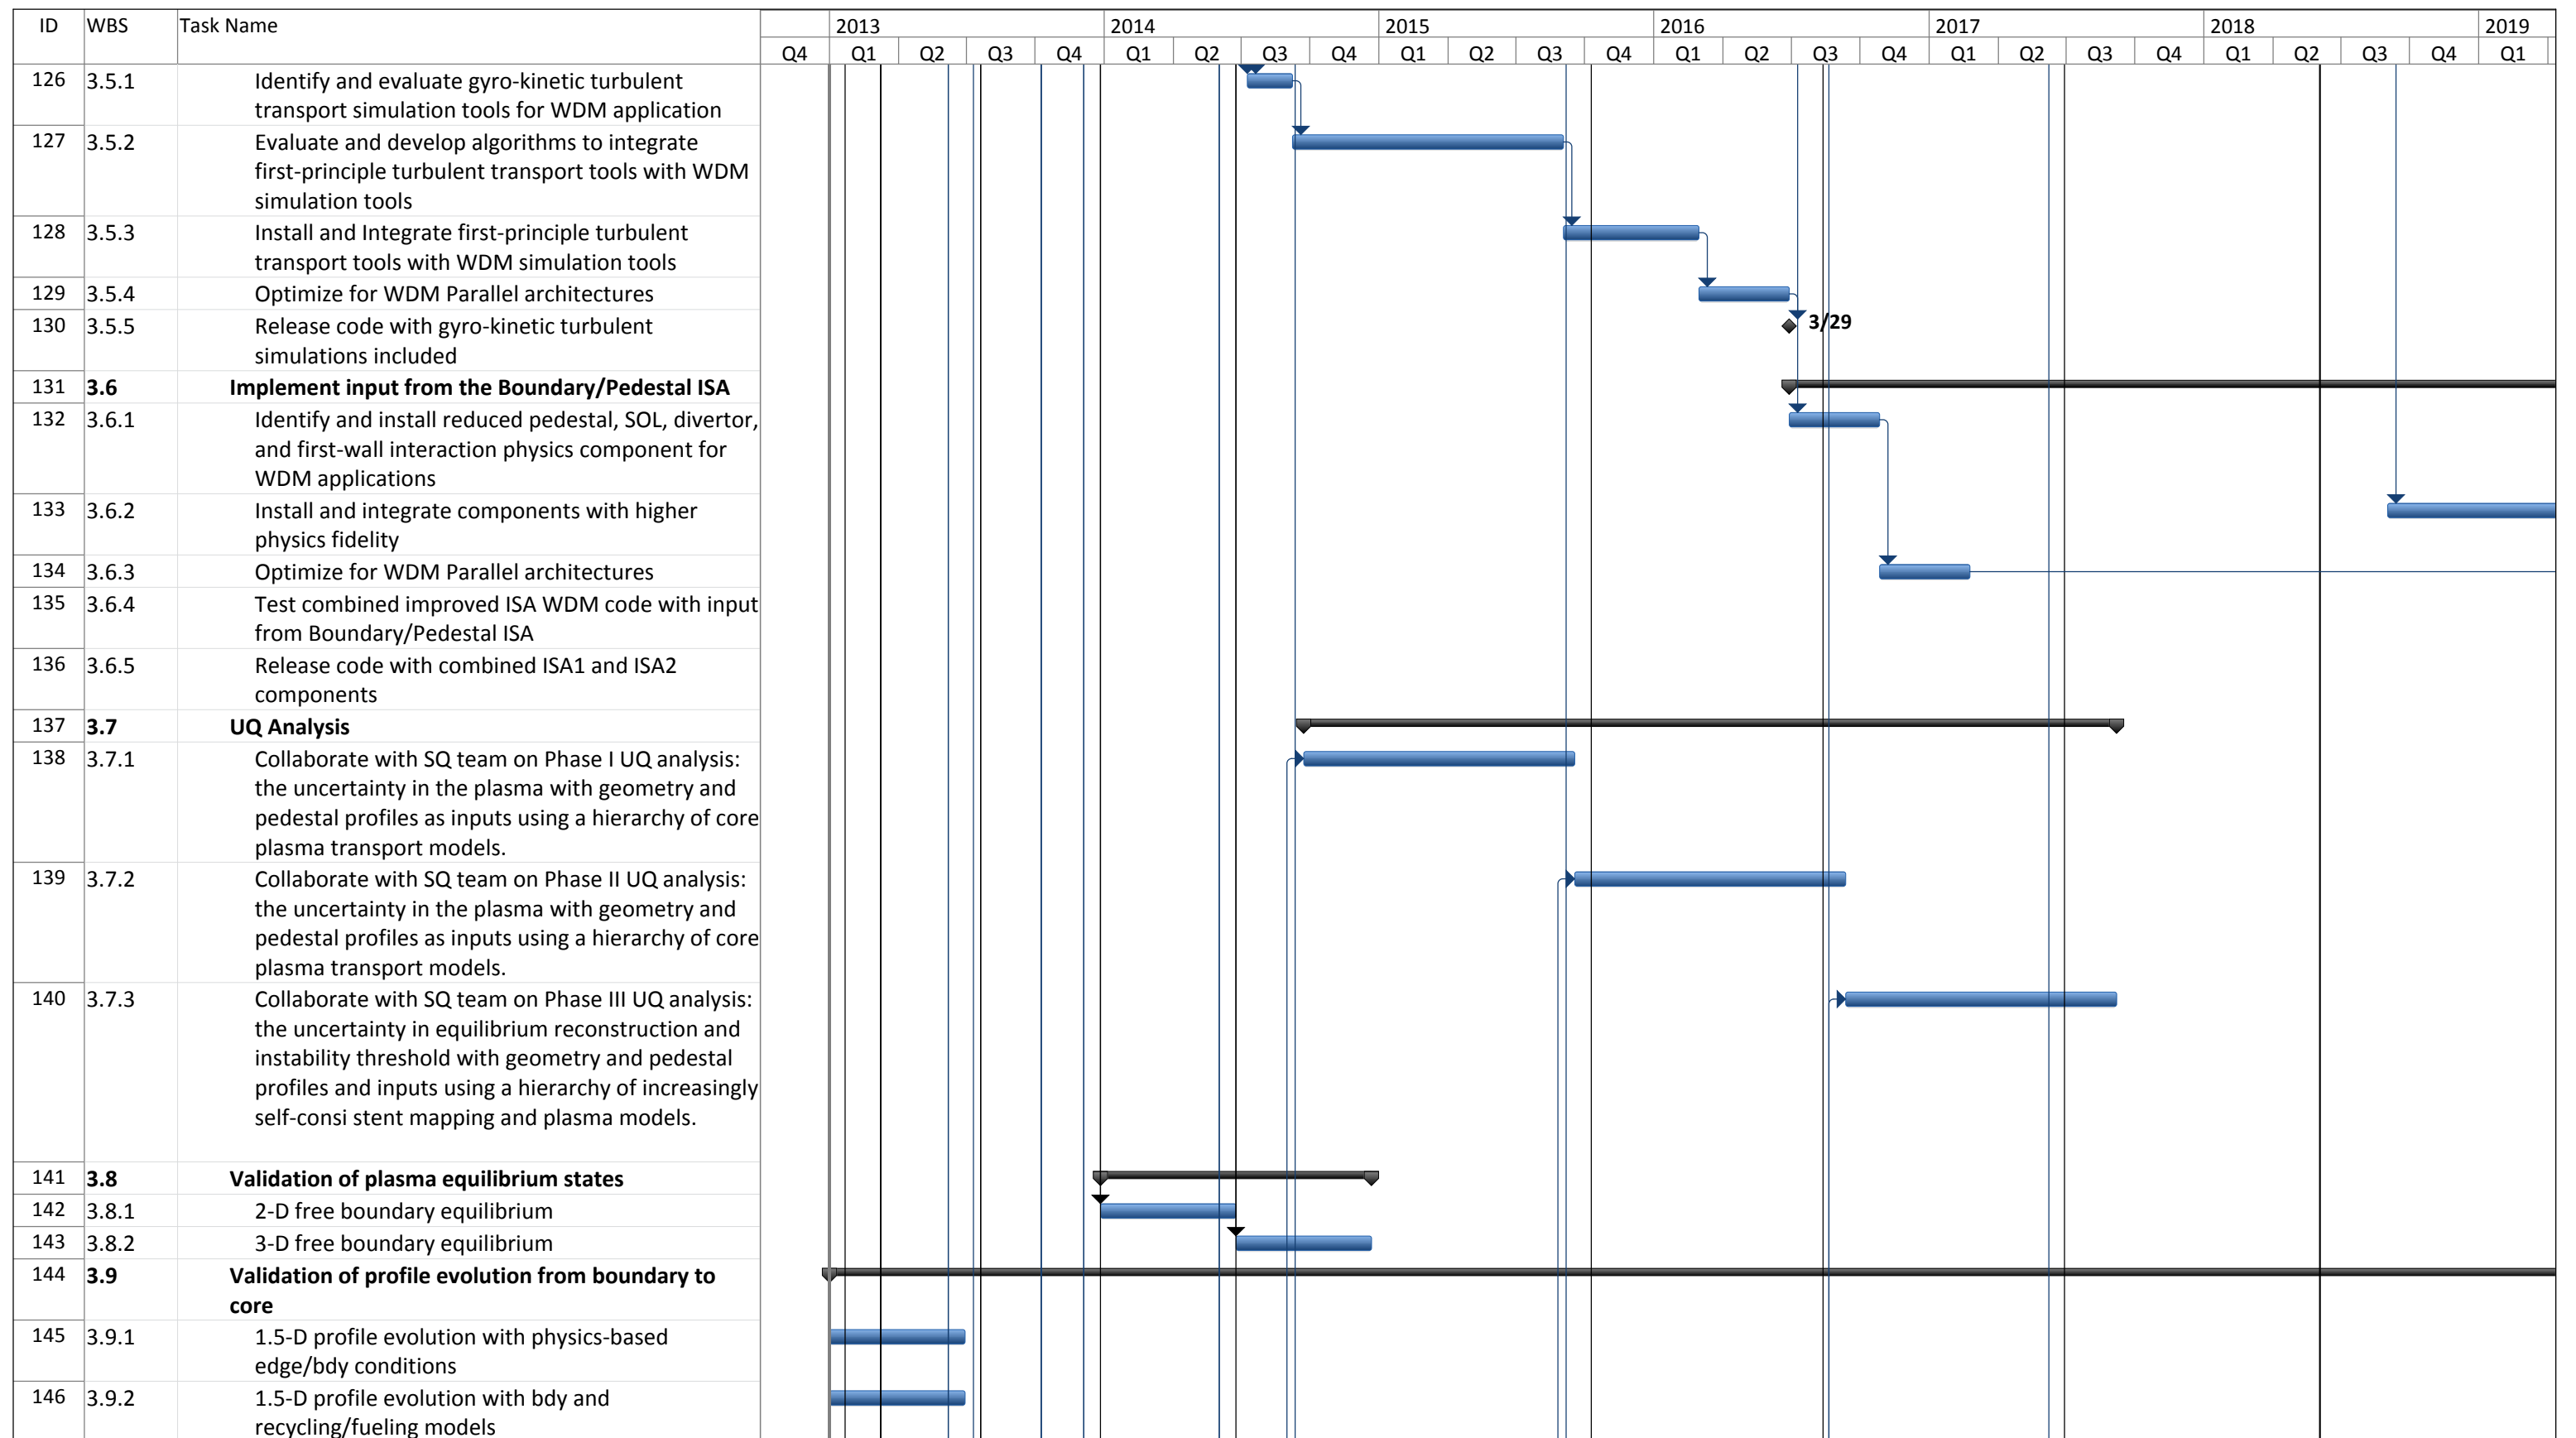 ID WBS Task Name 2013 2014 2015 2016 2017 2018 2019
Q4 Q1 Q2 Q3 Q4 Q1 Q2 Q3 Q4 Q1 Q2 Q3 Q4 Q1 Q2 Q3 Q4 Q1 Q2 Q3 Q4 Q1 Q2 Q3 Q4 Q1
126 3.5.1 Identify and evaluate gyro-kinetic turbulent
transport simulation tools for WDM application
127 3.5.2 Evaluate and develop algorithms to integrate
first-principle turbulent transport tools with WDM
simulation tools
128 3.5.3 Install and Integrate first-principle turbulent
transport tools with WDM simulation tools
129 3.5.4 Optimize for WDM Parallel architectures
130 3.5.5 Release code with gyro-kinetic turbulent 3/29
simulations included
131 3.6 Implement input from the Boundary/Pedestal ISA
132 3.6.1 Identify and install reduced pedestal, SOL, divertor,
and first-wall interaction physics component for
WDM applications
133 3.6.2 Install and integrate components with higher
physics fidelity
134 3.6.3 Optimize for WDM Parallel architectures
135 3.6.4 Test combined improved ISA WDM code with input
from Boundary/Pedestal ISA
136 3.6.5 Release code with combined ISA1 and ISA2
components
137 3.7 UQ Analysis
138 3.7.1 Collaborate with SQ team on Phase I UQ analysis:
the uncertainty in the plasma with geometry and
pedestal profiles as inputs using a hierarchy of core
plasma transport models.
139 3.7.2 Collaborate with SQ team on Phase II UQ analysis:
the uncertainty in the plasma with geometry and
pedestal profiles as inputs using a hierarchy of core
plasma transport models.
140 3.7.3 Collaborate with SQ team on Phase III UQ analysis:
the uncertainty in equilibrium reconstruction and
instability threshold with geometry and pedestal
profiles and inputs using a hierarchy of increasingly
self-consi stent mapping and plasma models.
141 3.8 Validation of plasma equilibrium states
142 3.8.1 2-D free boundary equilibrium
143 3.8.2 3-D free boundary equilibrium
144 3.9 Validation of profile evolution from boundary to
core
145 3.9.1 1.5-D profile evolution with physics-based
edge/bdy conditions
146 3.9.2 1.5-D profile evolution with bdy and
recycling/fueling models